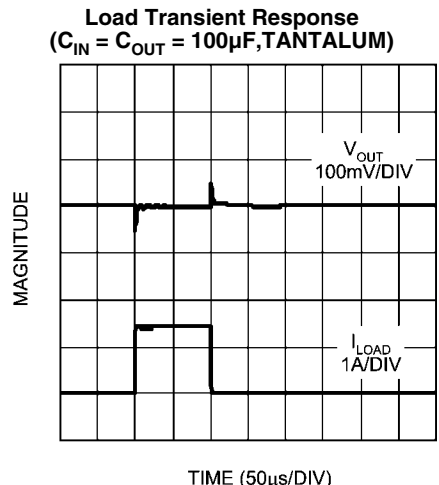 Load Transient Response
(CIN = COUT = 100µF,TANTALUM)
VOUT
100mV/DIV
MAGNITUDE
ILOAD
1A/DIV
TIME (50µs/DIV)